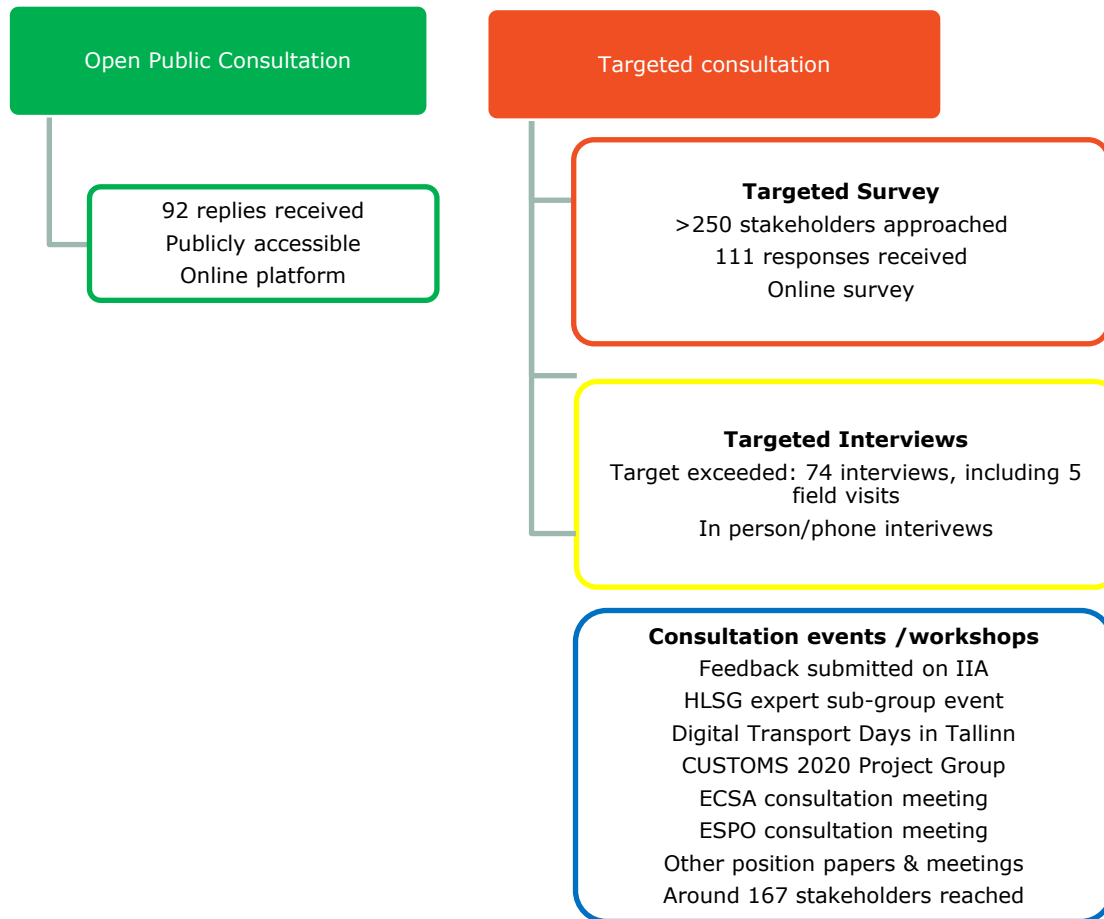 Open Public Consultation
92 replies received
Publicly accessible
Online platform
Targeted consultation
Targeted Survey
>250 stakeholders approached
111 responses received
Online survey
Targeted Interviews
Target exceeded: 74 interviews, including 5
field visits
In person/phone interivews
Consultation events /workshops
Feedback submitted on IIA
HLSG expert sub-group event
Digital Transport Days in Tallinn
CUSTOMS 2020 Project Group
ECSA consultation meeting
ESPO consultation meeting
Other position papers & meetings
Around 167 stakeholders reached